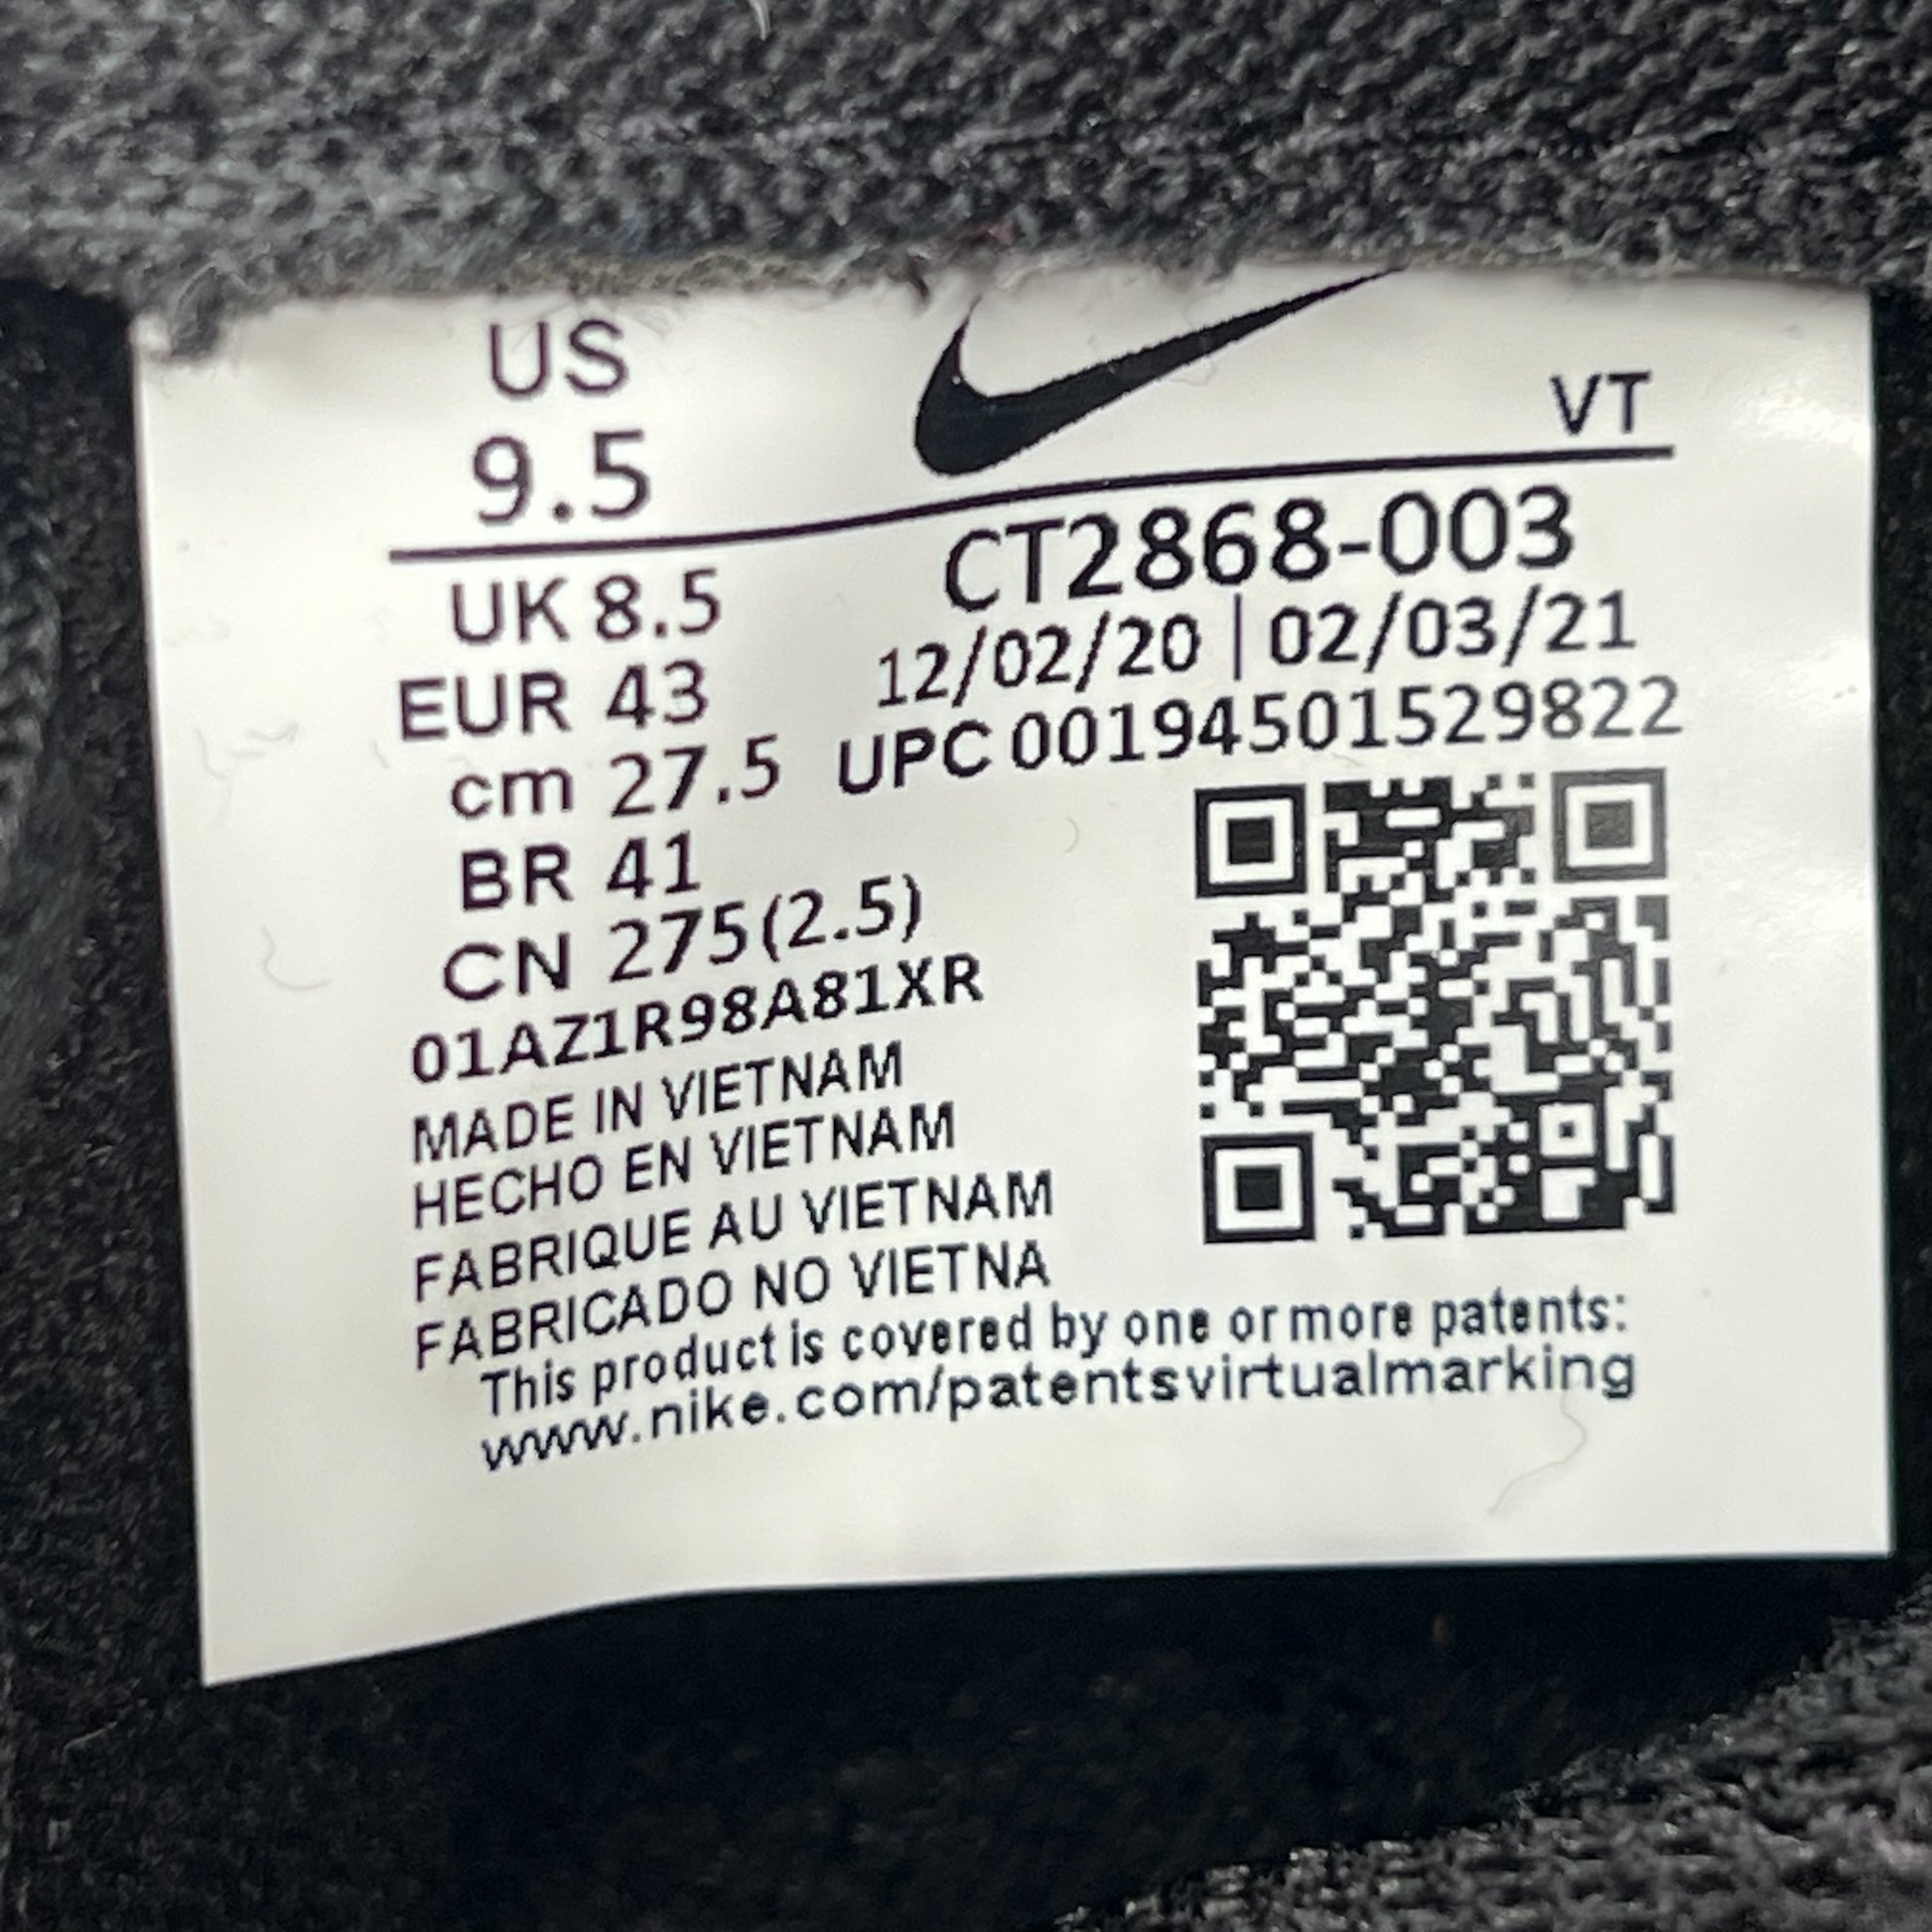 US
9.5
VT
UK 8.5
EUR 43
cm 27.5
BR 41
CN 275(2.5)
01AZ1R98A81XR
CT2868-003
12/02/20 | 02/03/21
UPC 00194501529822
MADE IN VIETNAM
HECHO EN VIETNAM
FABRIQUE AU VIETNAM
FABRICADO NO VIETNA
This product is covered by one or more patents:
www.nike.com/patentsvirtualmarking